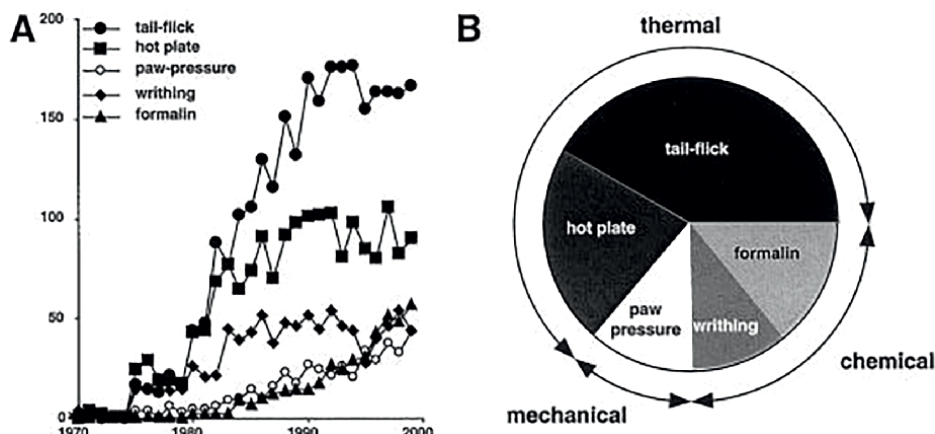 A
200
150
100
50
0
1970
1980
1990
2000
tail-flick
hot plate
paw-pressure
writhing
formalin
B
thermal
tail-flick
hot plate
formalin
paw
pressure
writhing
chemical
mechanical